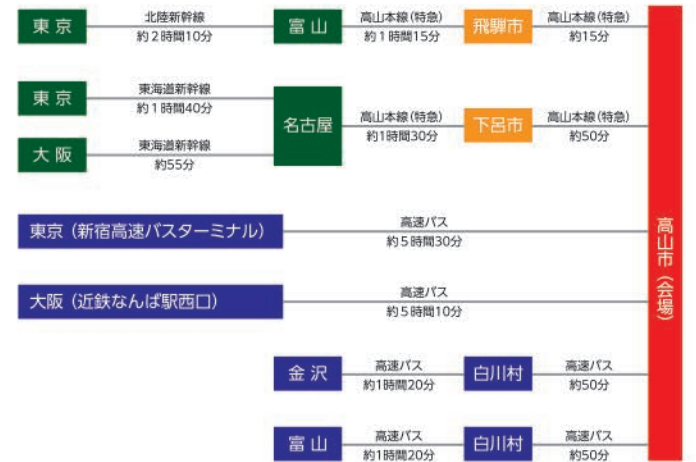 北陸新幹線 高山本線（特急） 高山本線（特急）
東京 富山 飛騨市
約２時間10分 約１時間15分 約15分
東海道新幹線
東京
約１時間40分
名古屋 高山本線（特急） 下呂市 高山本線（特急）
約1時間30分 約50分
東海道新幹線
大阪
約55分
高速バス
東京（新宿高速バスターミナル）
約５時間30分
高速バス
大阪（近鉄なんば駅西口）
約５時間10分
高速バス 高速バス
金沢 白川村
約1時間20分 約50分
高速バス 高速バス
富山 白川村
約1時間20分 約50分
高山市（会場）